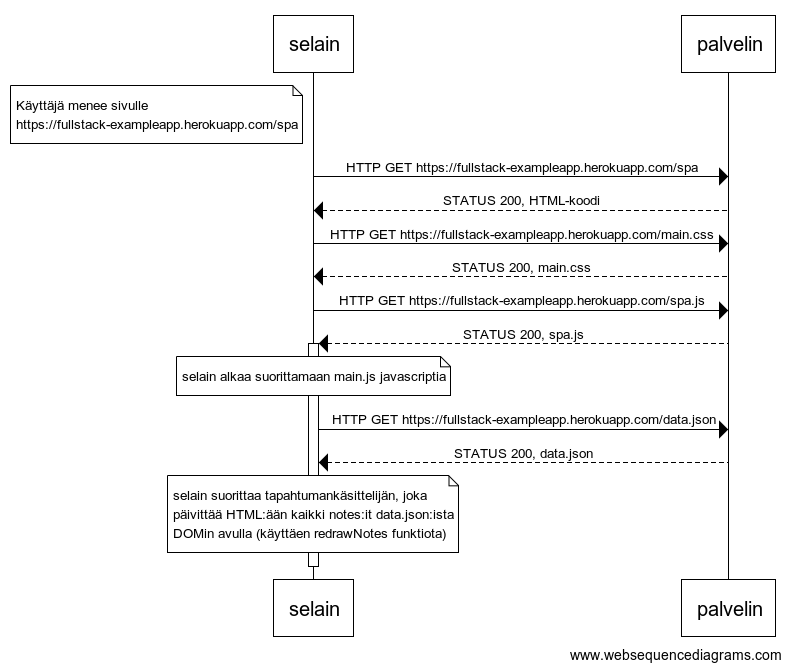 selain
palvelin
Käyttäjä menee sivulle
https://fullstack-exampleapp.herokuapp.com/spa
HTTP GET https://fullstack-exampleapp.herokuapp.com/spa
STATUS 200, HTML-koodi
HTTP GET https://fullstack-exampleapp.herokuapp.com/main.css
STATUS 200, main.css
HTTP GET https://fullstack-exampleapp.herokuapp.com/spa.js
STATUS 200, spa.js
selain alkaa suorittamaan main.js javascriptia
HTTP GET https://fullstack-exampleapp.herokuapp.com/data.json
STATUS 200, data.json
selain suorittaa tapahtumankäsittelijän, joka
päivittää HTML:ään kaikki notes:it data.json:ista
DOMin avulla (käyttäen redrawNotes funktiota)
selain
palvelin
www.websequencediagrams.com